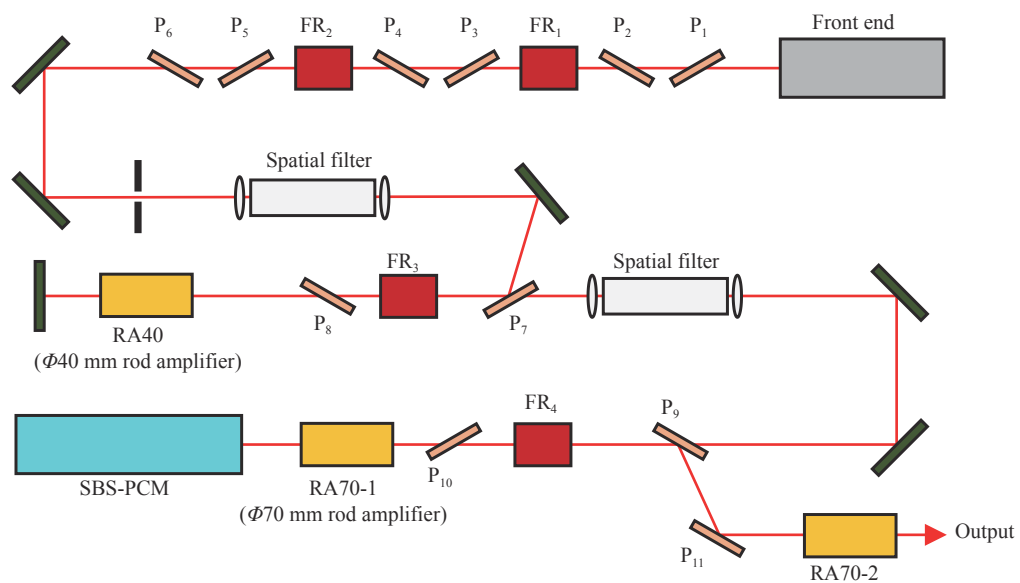 P₆ P₅ FR₂ P₄ P₃ FR₁ P₂ P₁ Front end
Spatial filter
FR₃ Spatial filter
P₈ P₇
RA40
(Φ40 mm rod amplifier)
FR₄ P₉
P₁₀
SBS-PCM RA70-1
(Φ70 mm rod amplifier)
P₁₁ Output
RA70-2